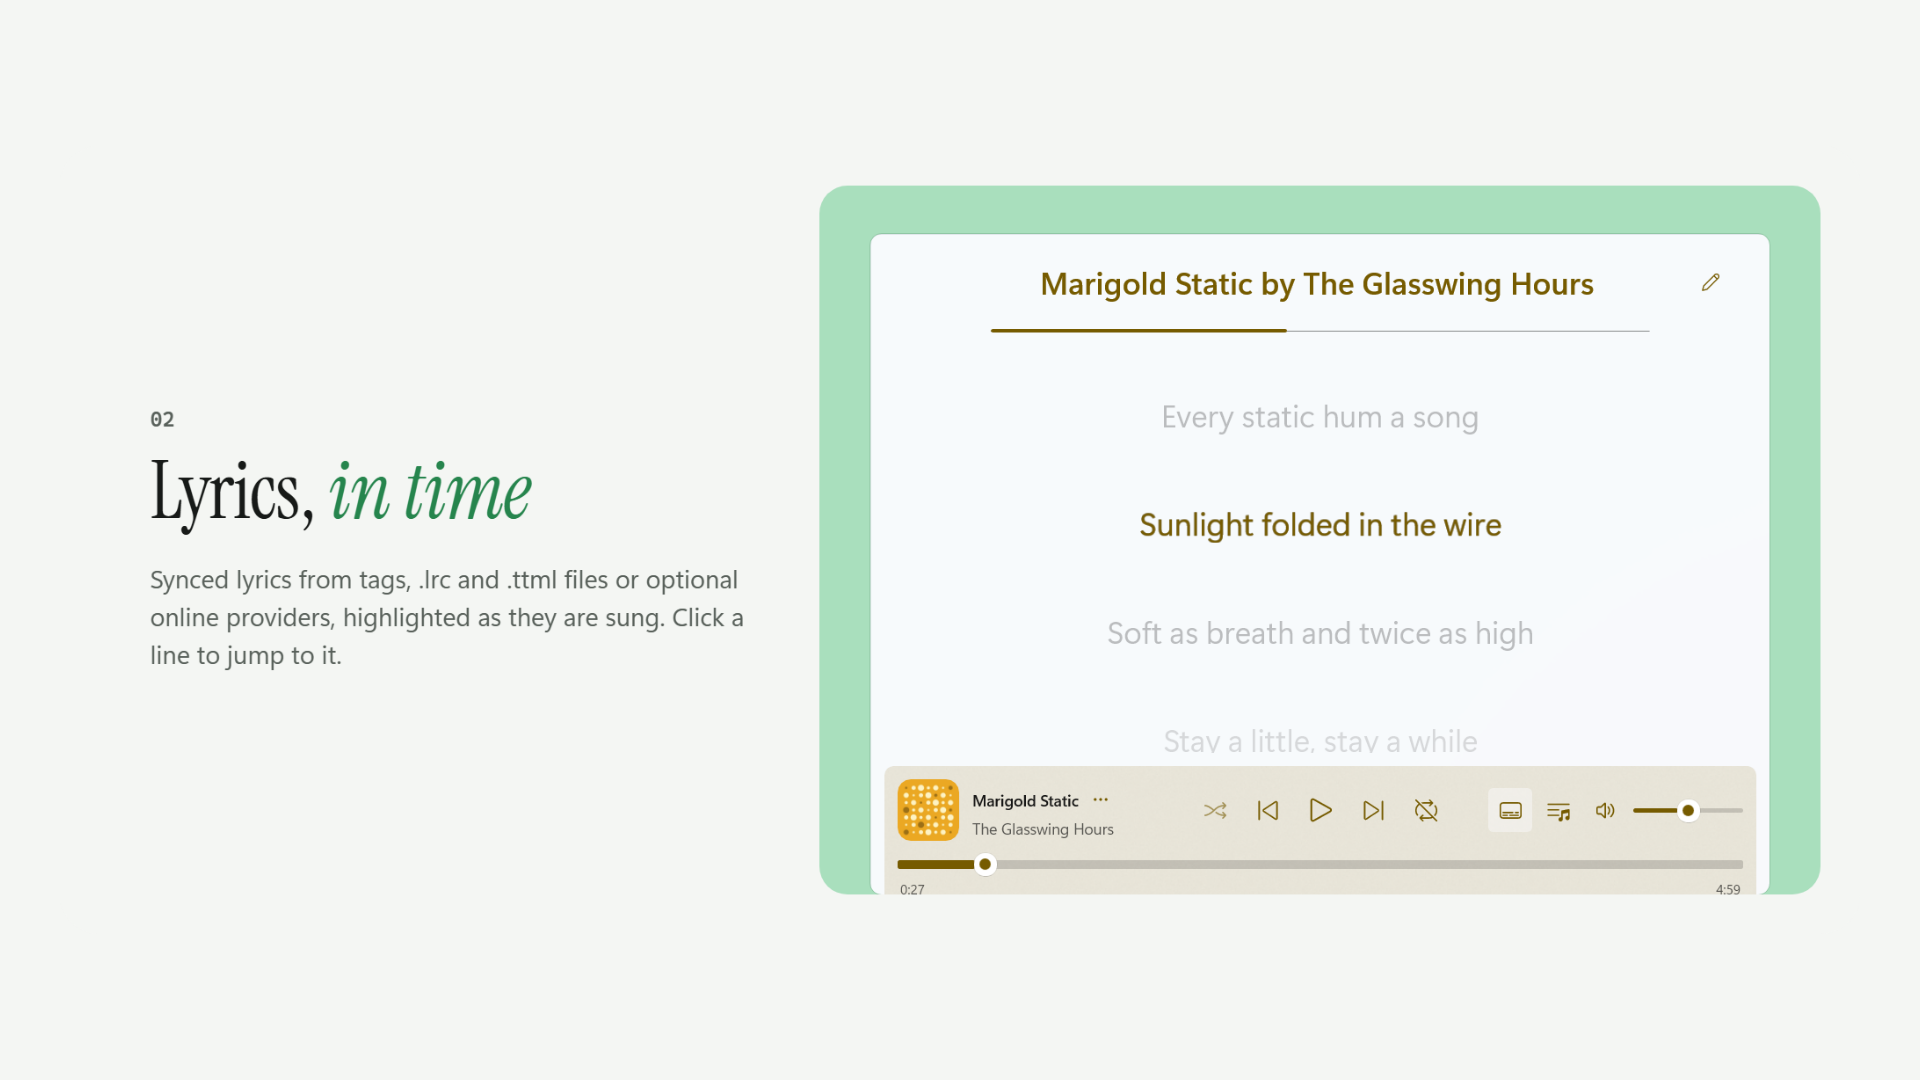 02
Lyrics, in time
Synced lyrics from tags, .lrc and .ttml files or optional
online providers, highlighted as they are sung. Click a
line to jump to it.
Marigold Static by The Glasswing Hours
Every static hum a song
Sunlight folded in the wire
Soft as breath and twice as high
Stay a little, stay a while
Marigold Static
The Glasswing Hours
0:27
4:59